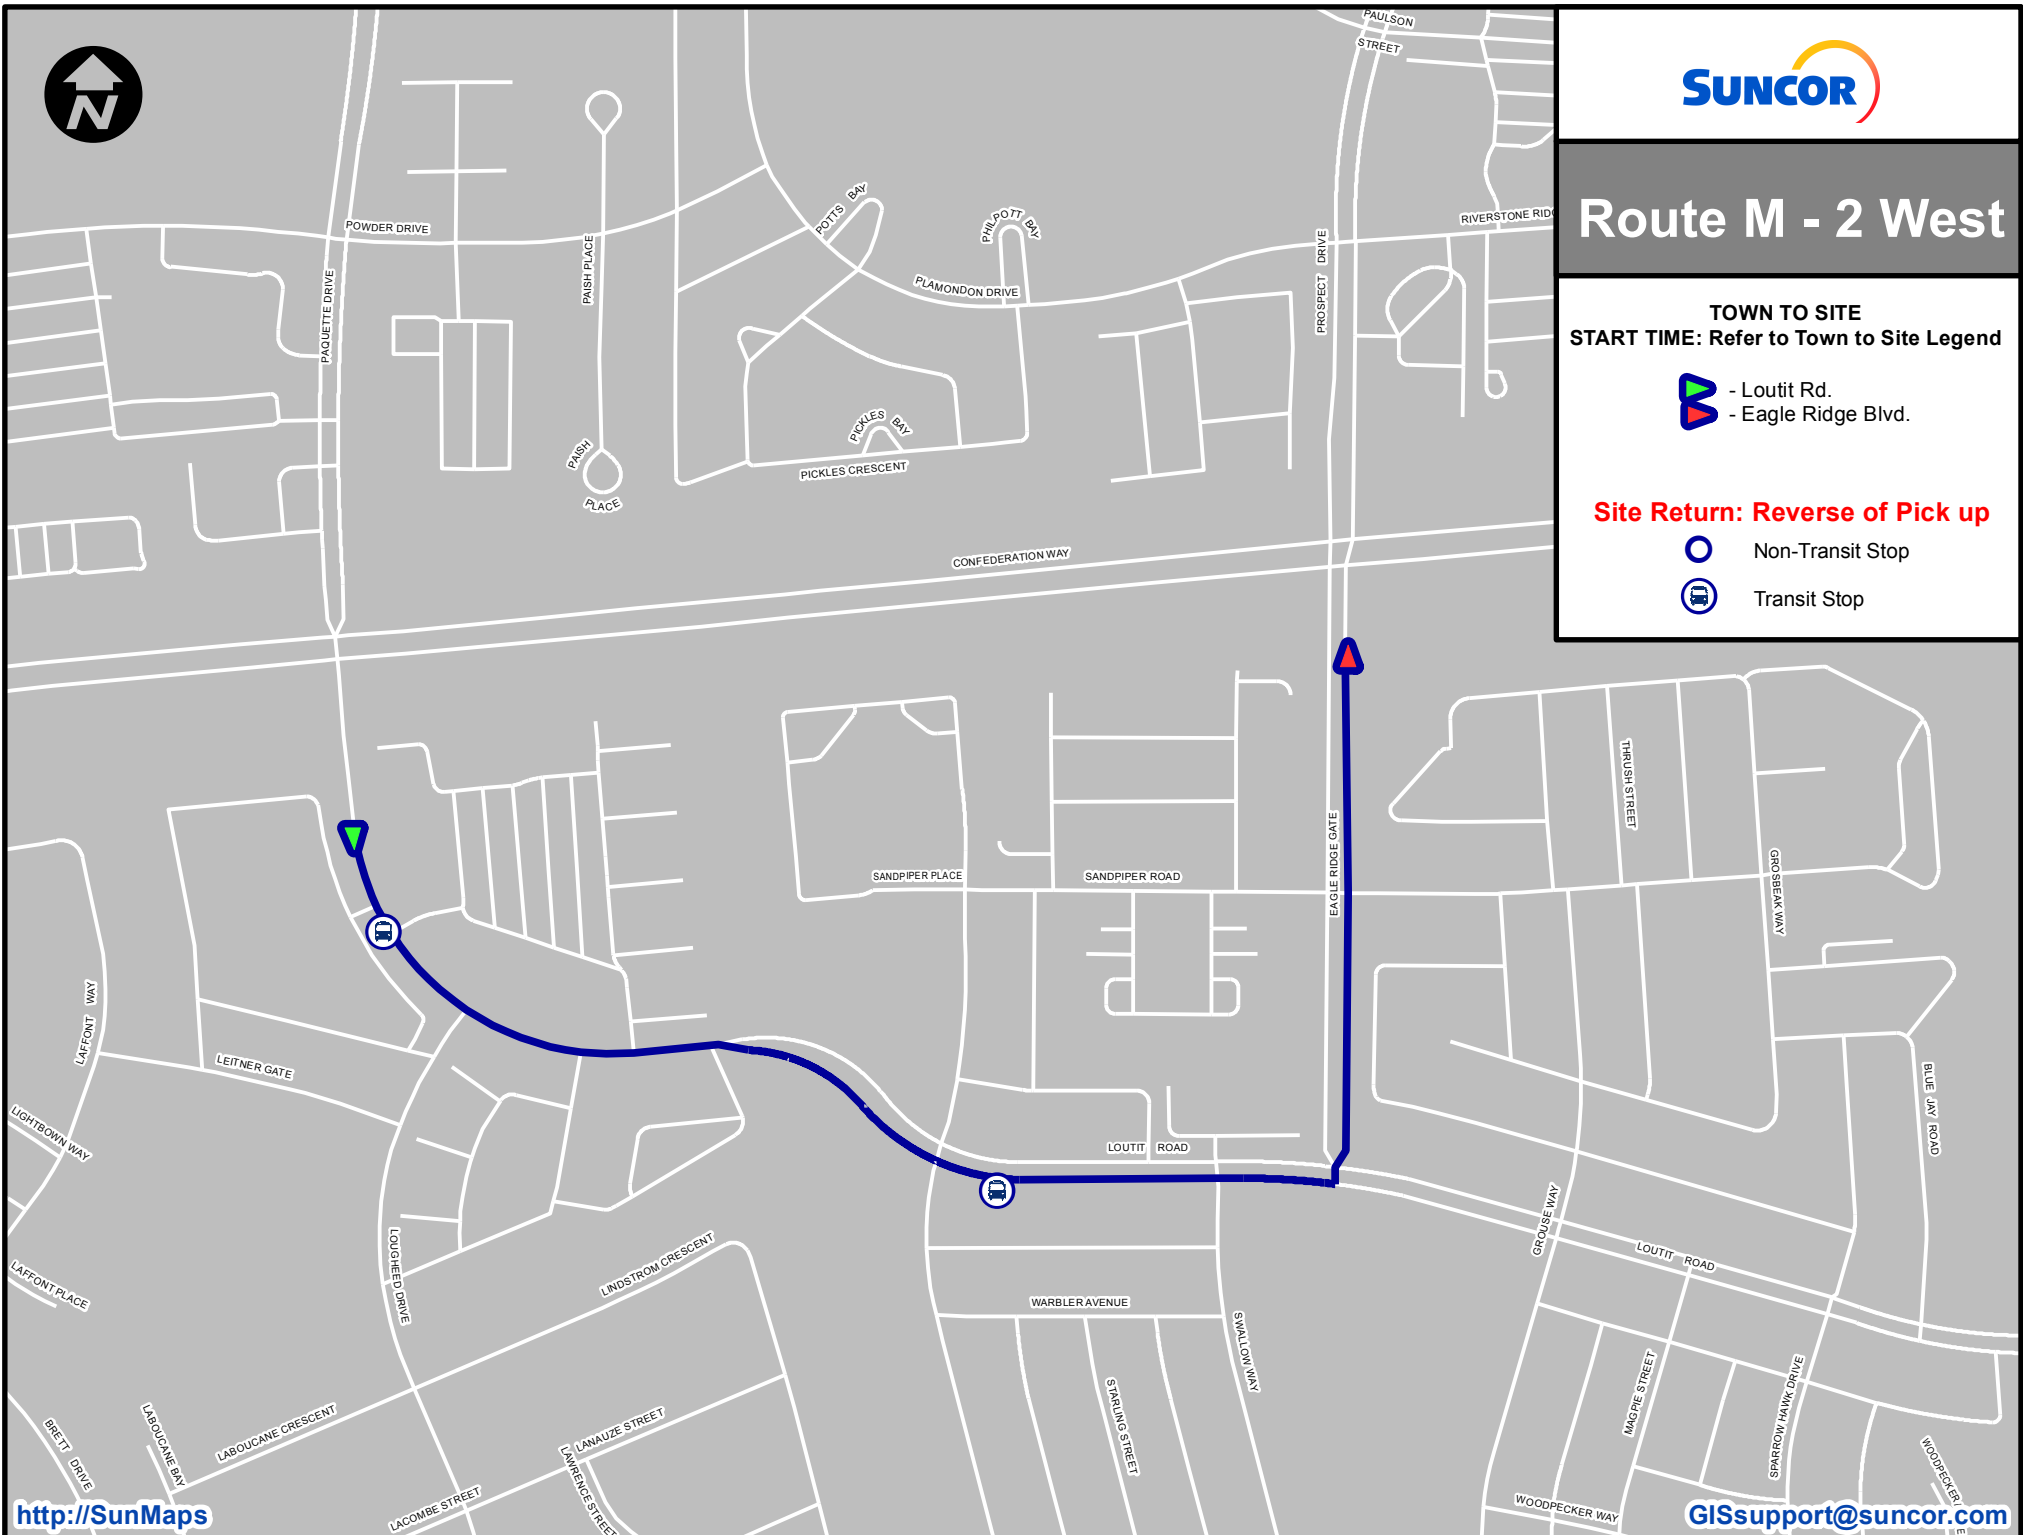 N
PAULSON
STREET
SUNCOR
Route M - 2 West
TOWN TO SITE
START TIME: Refer to Town to Site Legend
- Loutit Rd.
- Eagle Ridge Blvd.
Site Return: Reverse of Pick up
Non-Transit Stop
Transit Stop
POWDER DRIVE
PAQUETTE DRIVE
PAISH PLACE
PAISH
PLACE
POTTS BAY
PHILPOTT BAY
PLAMONDON DRIVE
PROSPECT DRIVE
PICKLES BAY
PICKLES CRESCENT
CONFEDERATION WAY
THRUSH STREET
EAGLE RIDGE GATE
SANDPIPER PLACE
SANDPIPER ROAD
GROSBEAK WAY
LAFFONT WAY
LEITNER GATE
LIGHTBOWN WAY
BLUE JAY ROAD
LOUTIT ROAD
GROUSE WAY
LOUTIT ROAD
LOUGHEED DRIVE
LINDSTROM CRESCENT
LAFFONT PLACE
WARBLER AVENUE
SWALLOW WAY
STARLING STREET
MAGPIE STREET
SPARROW HAWK DRIVE
BRETT DRIVE
LABOUCANE BAY
LABOUCANE CRESCENT
LANAUZE STREET
LAWRENCE STREET
LACOMBE STREET
WOODPECKER WAY
WOODPECKER
http://SunMaps
GISsupport@suncor.com